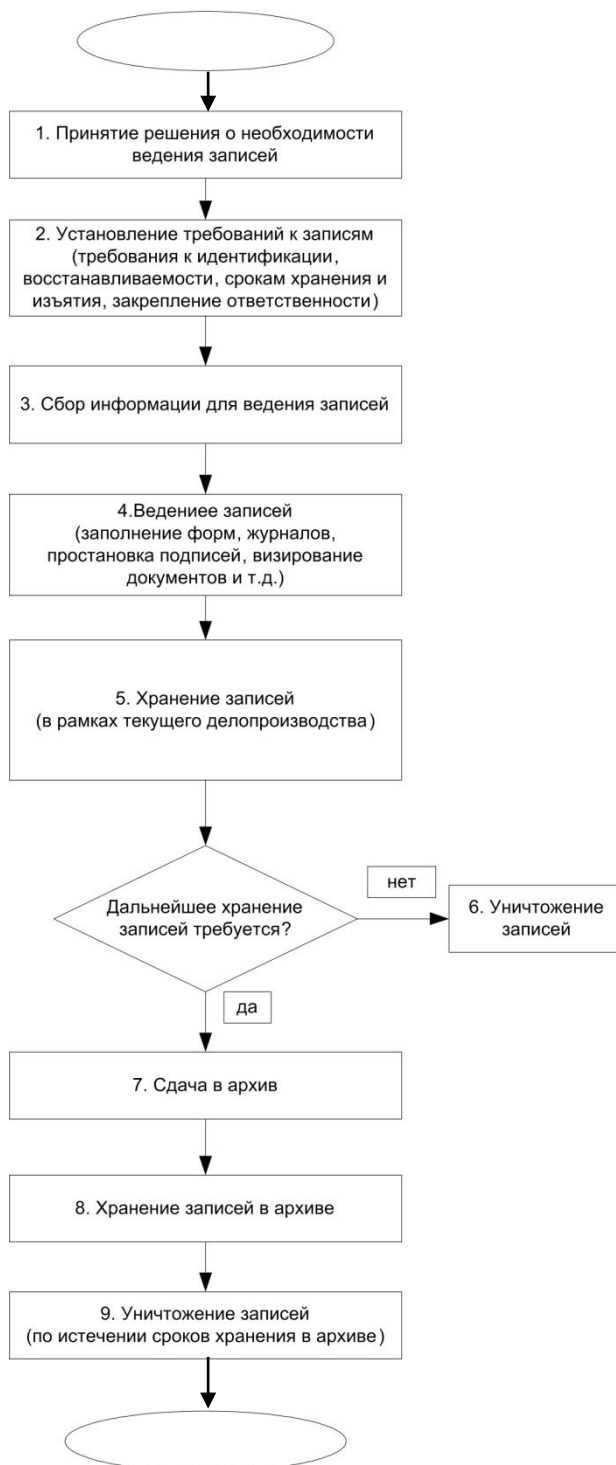 1. Принятие решения о необходимости
ведения записей
2. Установление требований к записям
(требования к идентификации,
восстанавливаемости, срокам хранения и
изъятия, закрепление ответственности)
3. Сбор информации для ведения записей
4.Ведениее записей
(заполнение форм, журналов,
простановка подписей, визирование
документов и т.д.)
5. Хранение записей
(в рамках текущего делопроизводства)
Дальнейшее хранение
записей требуется?
нет
6. Уничтожение
записей
да
7. Сдача в архив
8. Хранение записей в архиве
9. Уничтожение записей
(по истечении сроков хранения в архиве)